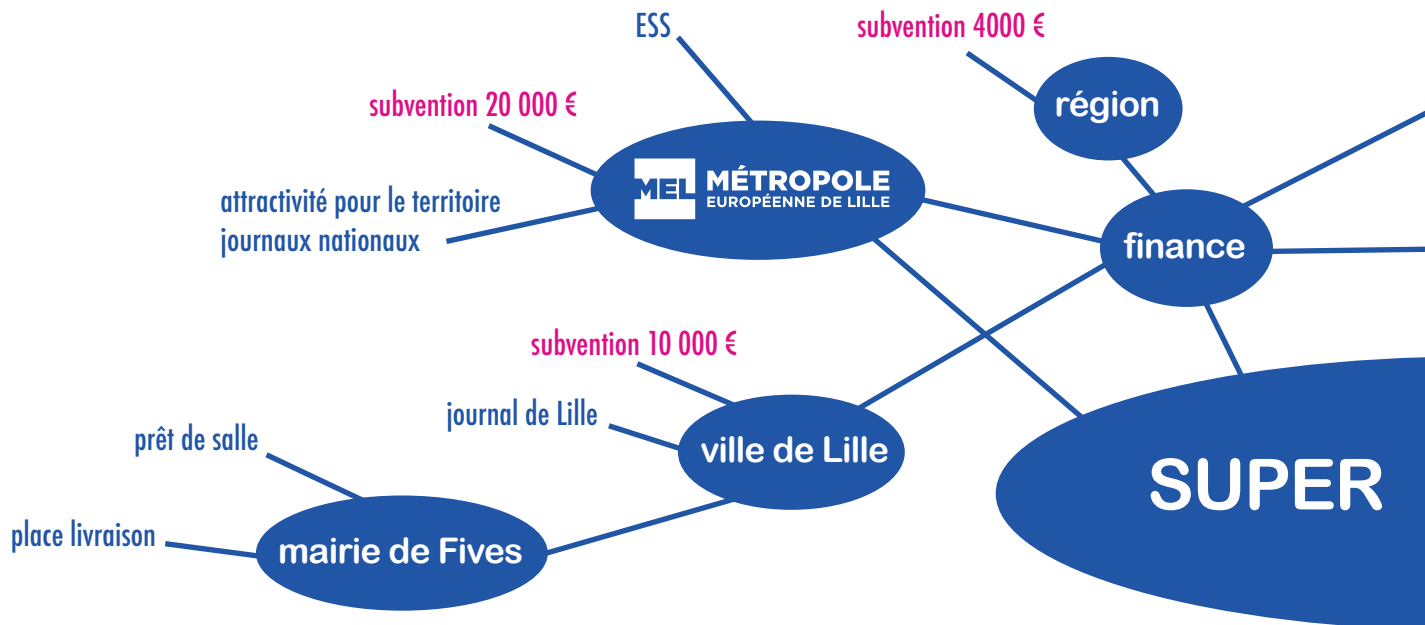 ESS
subvention 4000 €
subvention 20 000 €
région
MEL MÉTROPOLE
EUROPÉENNE DE LILLE
attractivité pour le territoire
journaux nationaux
finance
subvention 10 000 €
journal de Lille
prêt de salle
ville de Lille
SUPER
place livraison
mairie de Fives